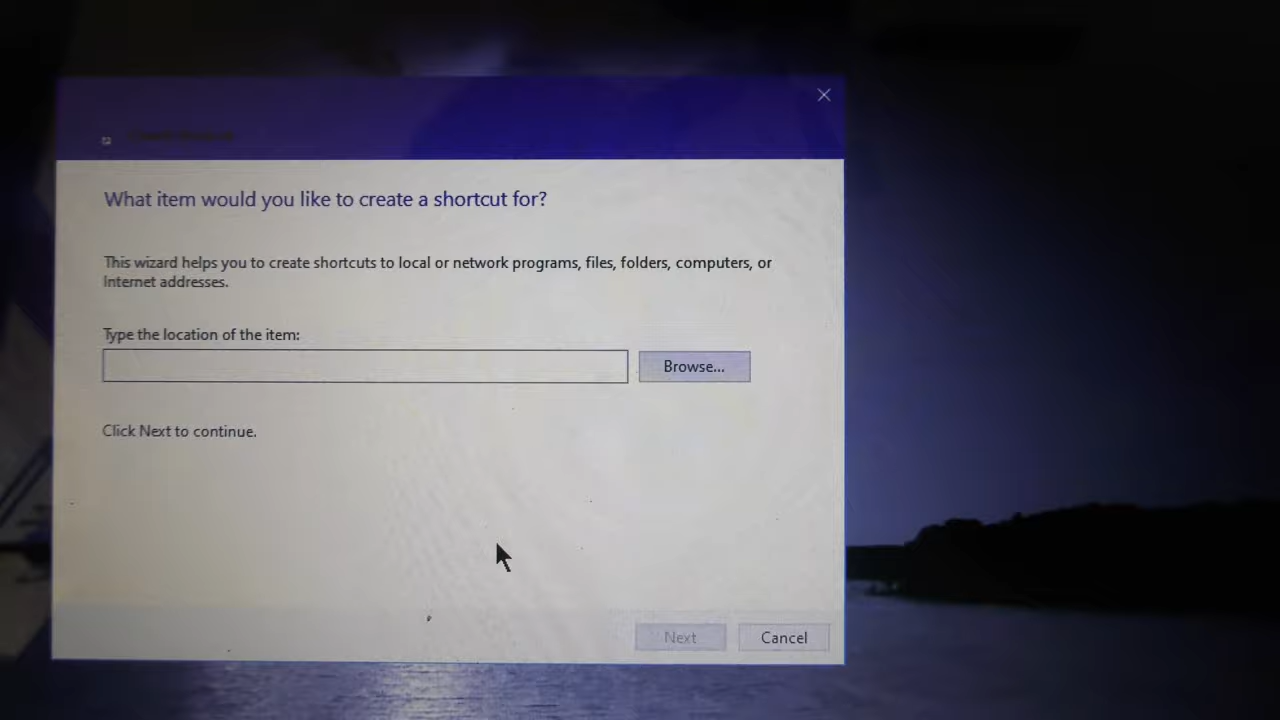 What item would you like to create a shortcut for?
This wizard helps you to create shortcuts to local or network programs, files, folders, computers, or
Internet addresses.
Type the location of the item:
Browse...
Click Next to continue.
Next
Cancel